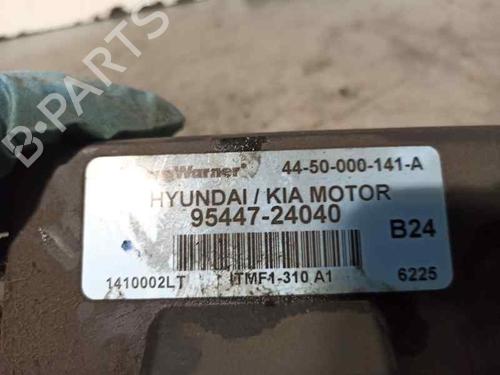 Warner 44-50-000-141-A
HYUNDAI / KIA MOTOR
95447-24040
B24
1410002LT ITMF1-310 A1 6225
B-PARTS